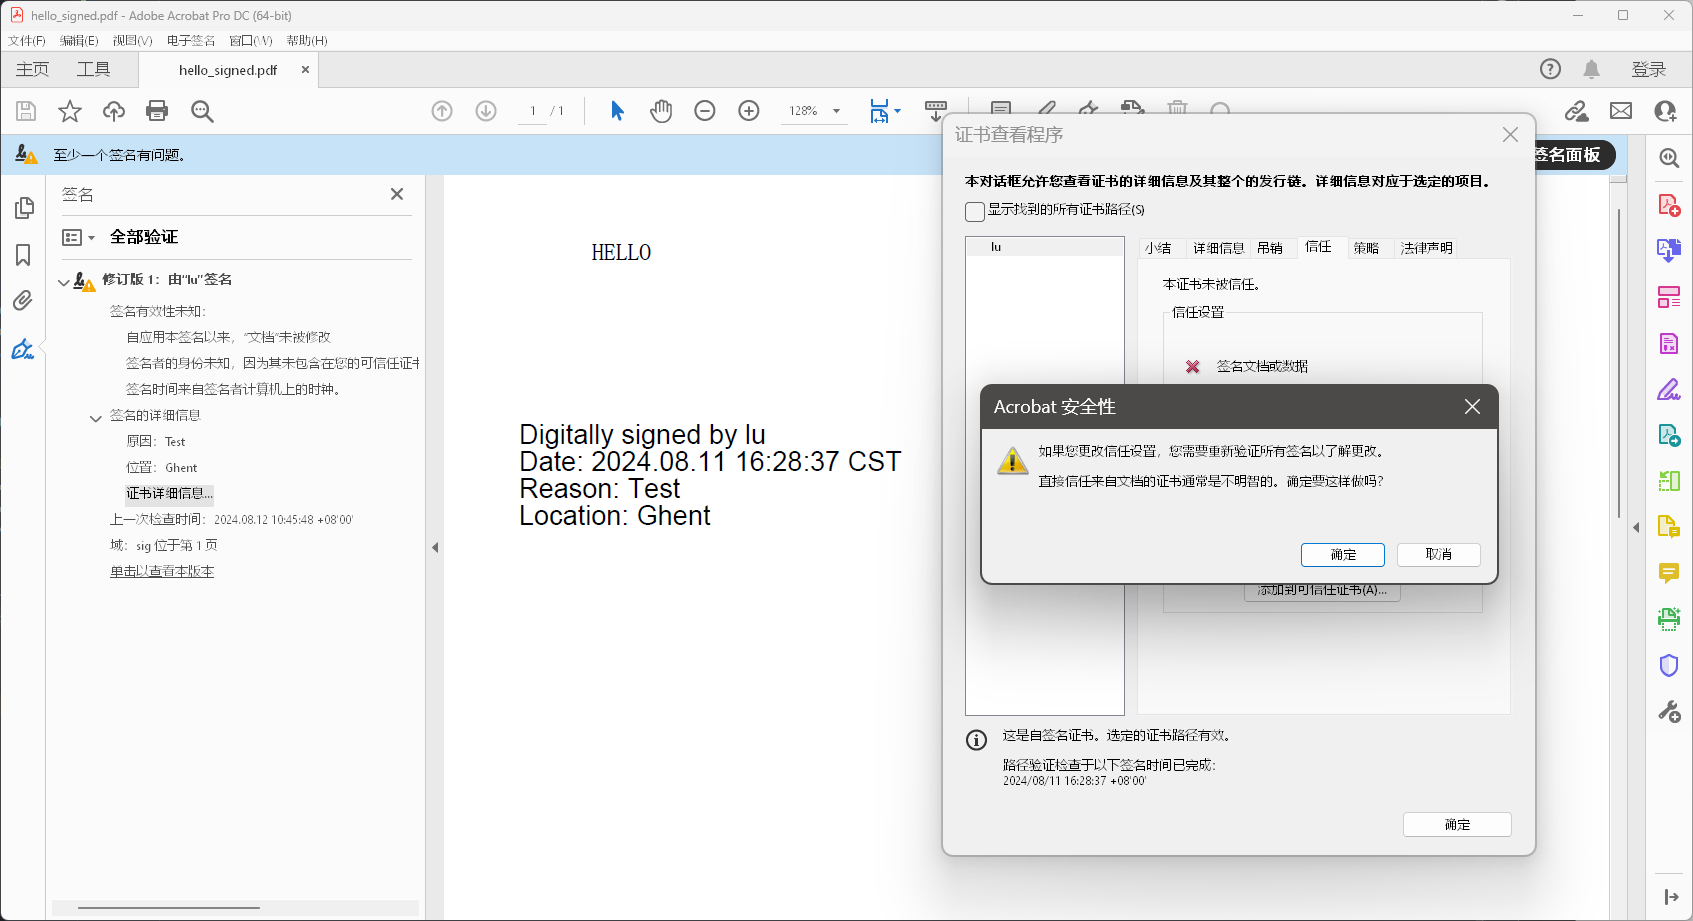 hello_signed.pdf - Adobe Acrobat Pro DC (64-bit)
文件(F) 编辑(E) 视图(V) 电子签名 窗口(W) 帮助(H)
主页 工具 hello_signed.pdf × 登录
1 / 1 128%
至少一个签名有问题。
签名面板
签名
全部验证
修订版 1: 由"lu"签名
签名有效性未知:
自应用本签名以来, "文档"未被修改
签名者的身份未知, 因为其未包含在您的可信任证书
签名时间来自签名者计算机上的时钟。
签名的详细信息
原因: Test
位置: Ghent
证书详细信息...
上一次检查时间: 2024.08.12 10:45:48 +08'00'
域: sig 位于第 1 页
单击以查看本版本
HELLO
Digitally signed by lu
Date: 2024.08.11 16:28:37 CST
Reason: Test
Location: Ghent
证书查看程序
本对话框允许您查看证书的详细信息及其整个的发行链。详细信息对应于选定的项目。
显示找到的所有证书路径(S)
lu
小结 详细信息 吊销 信任 策略 法律声明
本证书未被信任。
信任设置
签名文档或数据
Acrobat 安全性
如果您更改信任设置, 您需要重新验证所有签名以了解更改。
直接信任来自文档的证书通常是不明智的。确定要这样做吗?
确定 取消
添加到可信任证书(A)...
这是自签名证书。选定的证书路径有效。
路径验证检查于以下签名时间已完成:
2024/08/11 16:28:37 +08'00'
确定